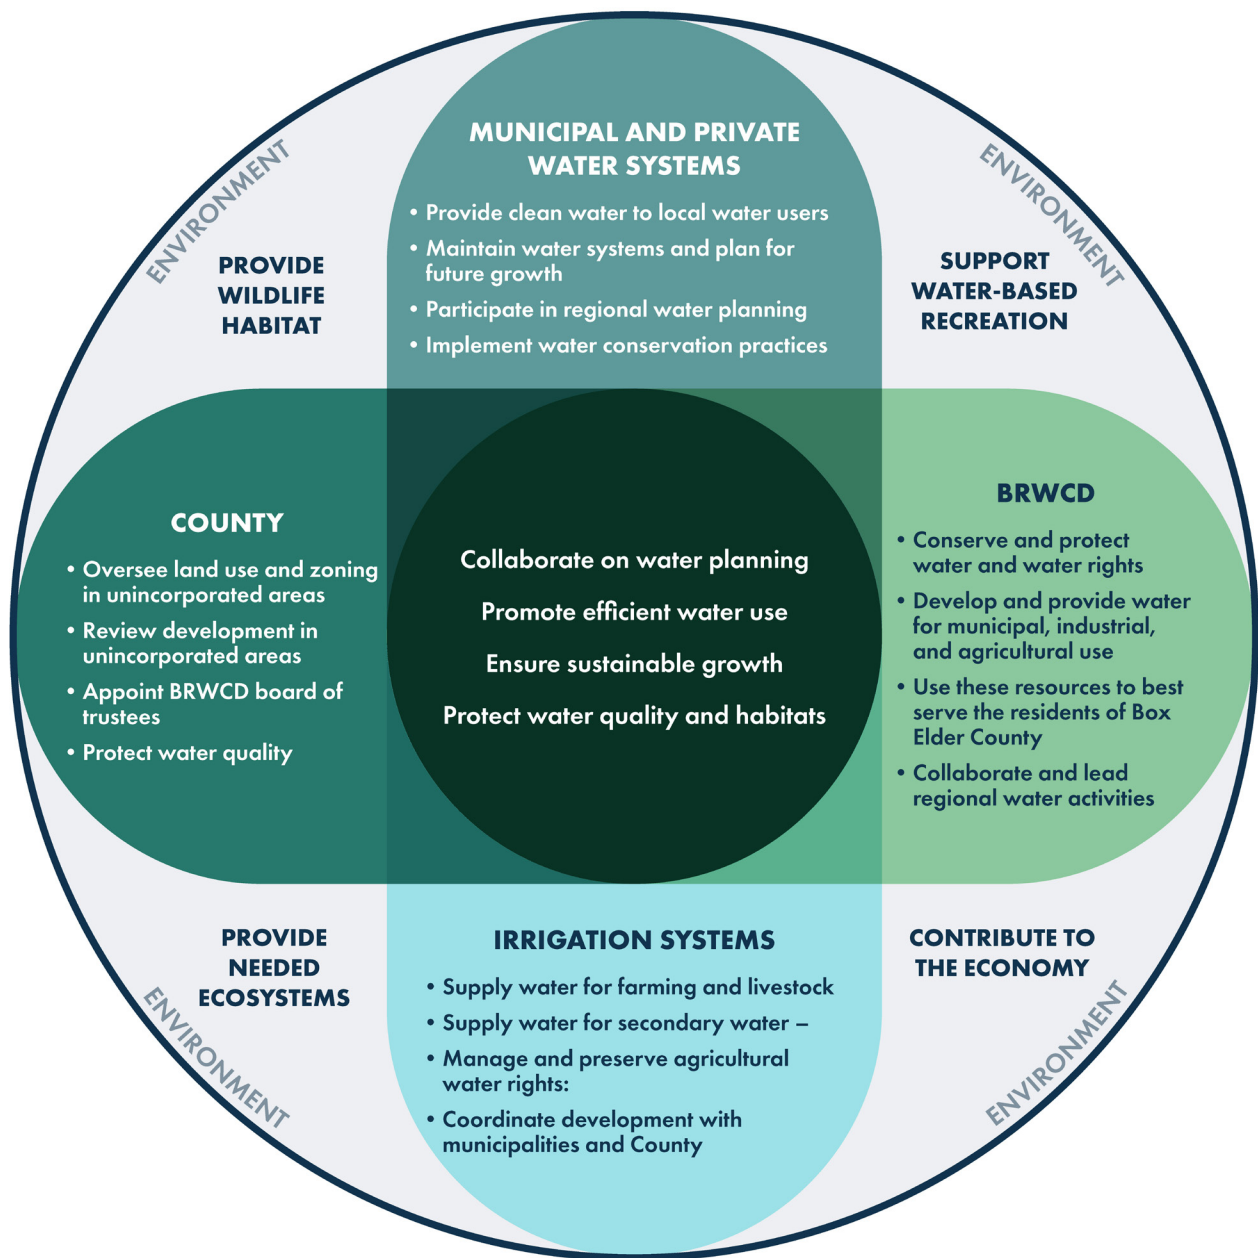 MUNICIPAL AND PRIVATE
WATER SYSTEMS
• Provide clean water to local water users
• Maintain water systems and plan for
future growth
• Participate in regional water planning
• Implement water conservation practices
ENVIRONMENT
PROVIDE
WILDLIFE
HABITAT
ENVIRONMENT
SUPPORT
WATER-BASED
RECREATION
COUNTY
• Oversee land use and zoning
in unincorporated areas
• Review development in
unincorporated areas
• Appoint BRWCD board of
trustees
• Protect water quality
Collaborate on water planning
Promote efficient water use
Ensure sustainable growth
Protect water quality and habitats
BRWCD
• Conserve and protect
water and water rights
• Develop and provide water
for municipal, industrial,
and agricultural use
• Use these resources to best
serve the residents of Box
Elder County
• Collaborate and lead
regional water activities
PROVIDE
NEEDED
ECOSYSTEMS
ENVIRONMENT
IRRIGATION SYSTEMS
• Supply water for farming and livestock
• Supply water for secondary water –
• Manage and preserve agricultural
water rights:
• Coordinate development with
municipalities and County
CONTRIBUTE TO
THE ECONOMY
ENVIRONMENT